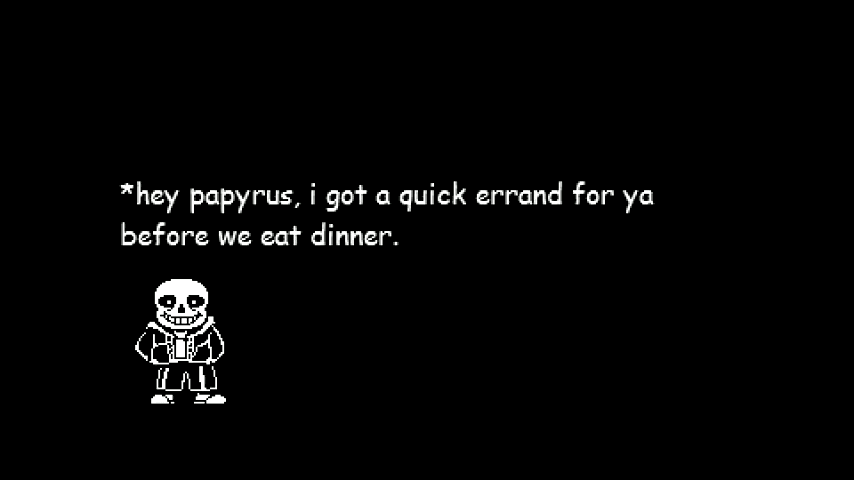 *hey papyrus, i got a quick errand for ya
before we eat dinner.